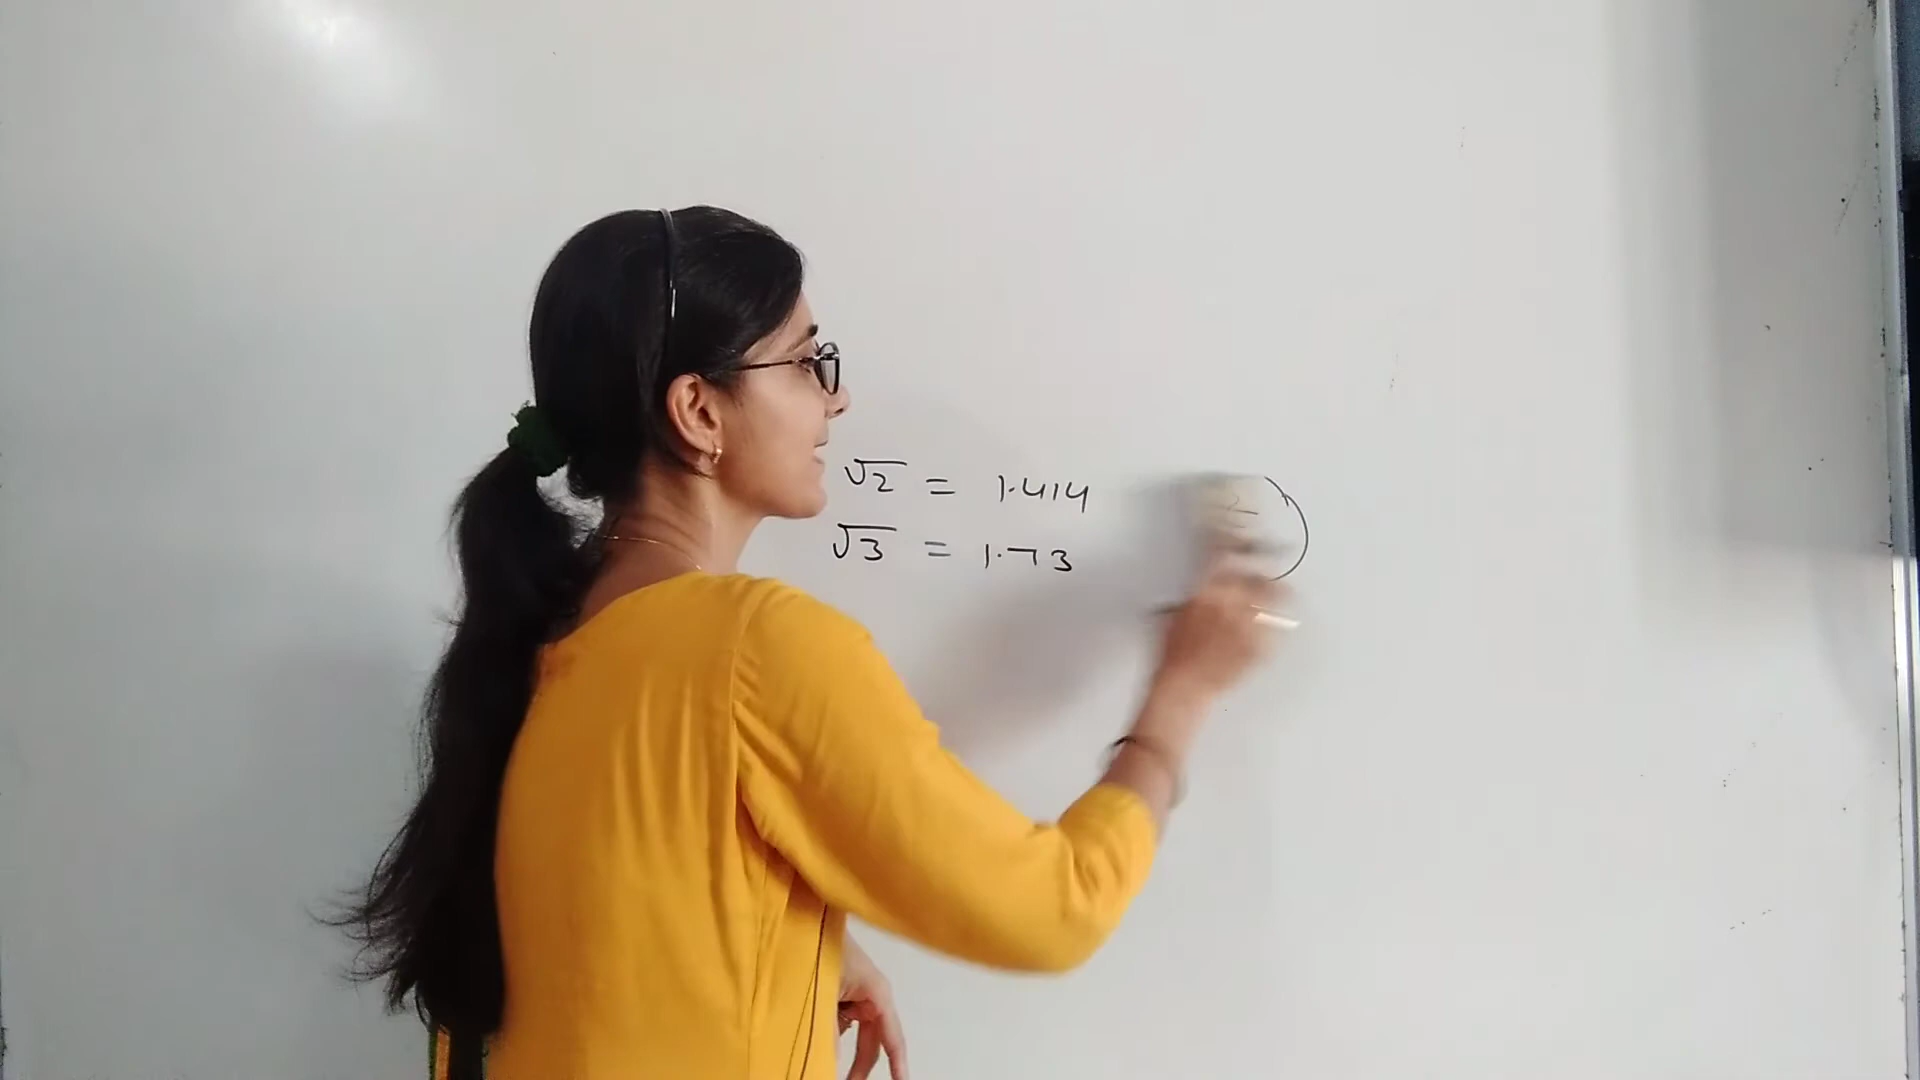 √2 = 1.414
√3 = 1.73